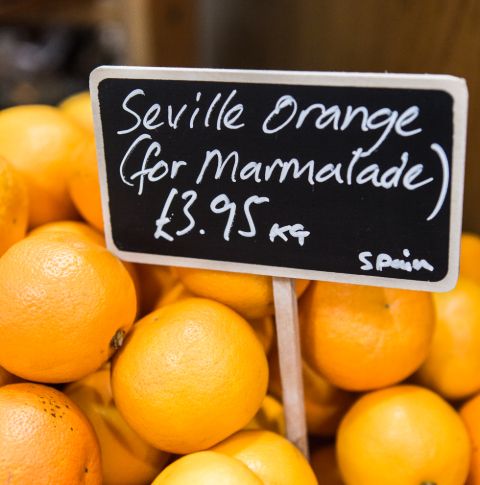 Seville Orange
(for Marmalade)
£3.95 KG
Spain